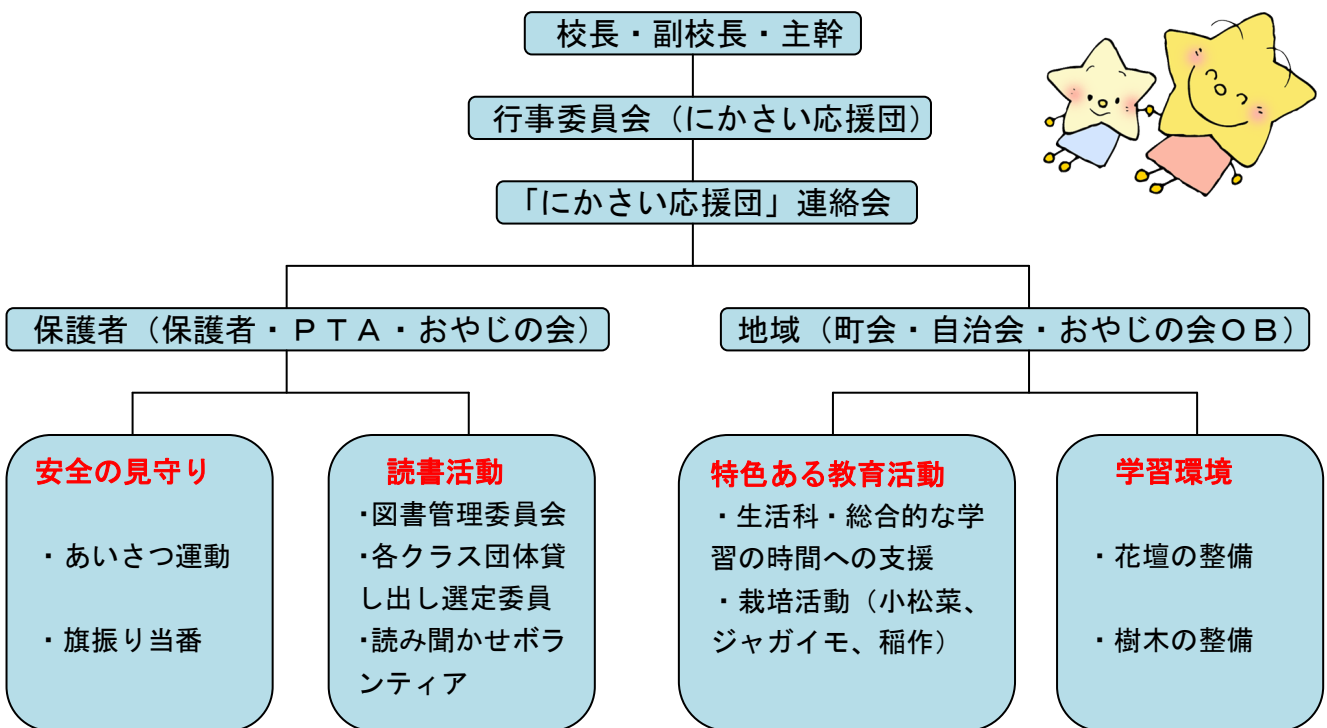 校長・副校長・主幹
行事委員会（にかさい応援団）
「にかさい応援団」連絡会
保護者（保護者・ＰＴＡ・おやじの会）
地域（町会・自治会・おやじの会ＯＢ）
安全の見守り
・あいさつ運動
・旗振り当番
読書活動
・図書管理委員会
・各クラス団体貸
し出し選定委員
・読み聞かせボラ
ンティア
特色ある教育活動
・生活科・総合的な学
習の時間への支援
・栽培活動（小松菜、
ジャガイモ、稲作）
学習環境
・花壇の整備
・樹木の整備